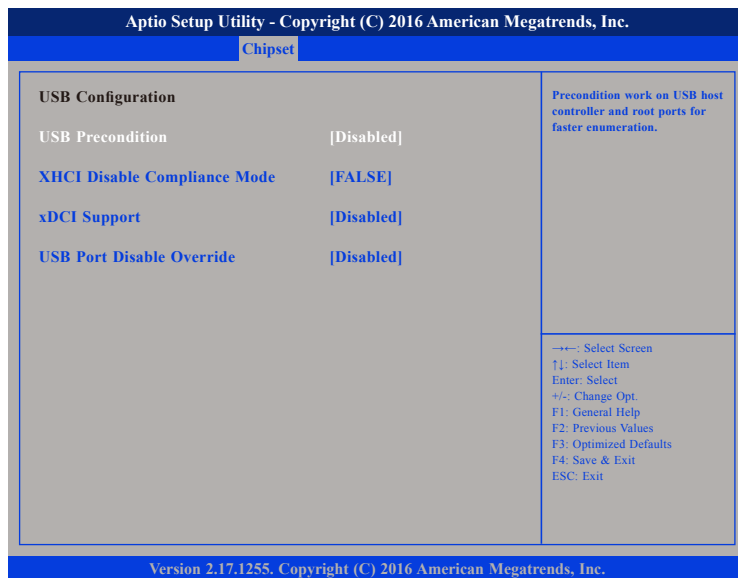 Aptio Setup Utility - Copyright (C) 2016 American Megatrends, Inc.
Chipset
USB Configuration
USB Precondition [Disabled]
XHCI Disable Compliance Mode [FALSE]
xDCI Support [Disabled]
USB Port Disable Override [Disabled]
Precondition work on USB host
controller and root ports for
faster enumeration.
→←: Select Screen
↑↓: Select Item
Enter: Select
+/-: Change Opt.
F1: General Help
F2: Previous Values
F3: Optimized Defaults
F4: Save & Exit
ESC: Exit
Version 2.17.1255. Copyright (C) 2016 American Megatrends, Inc.